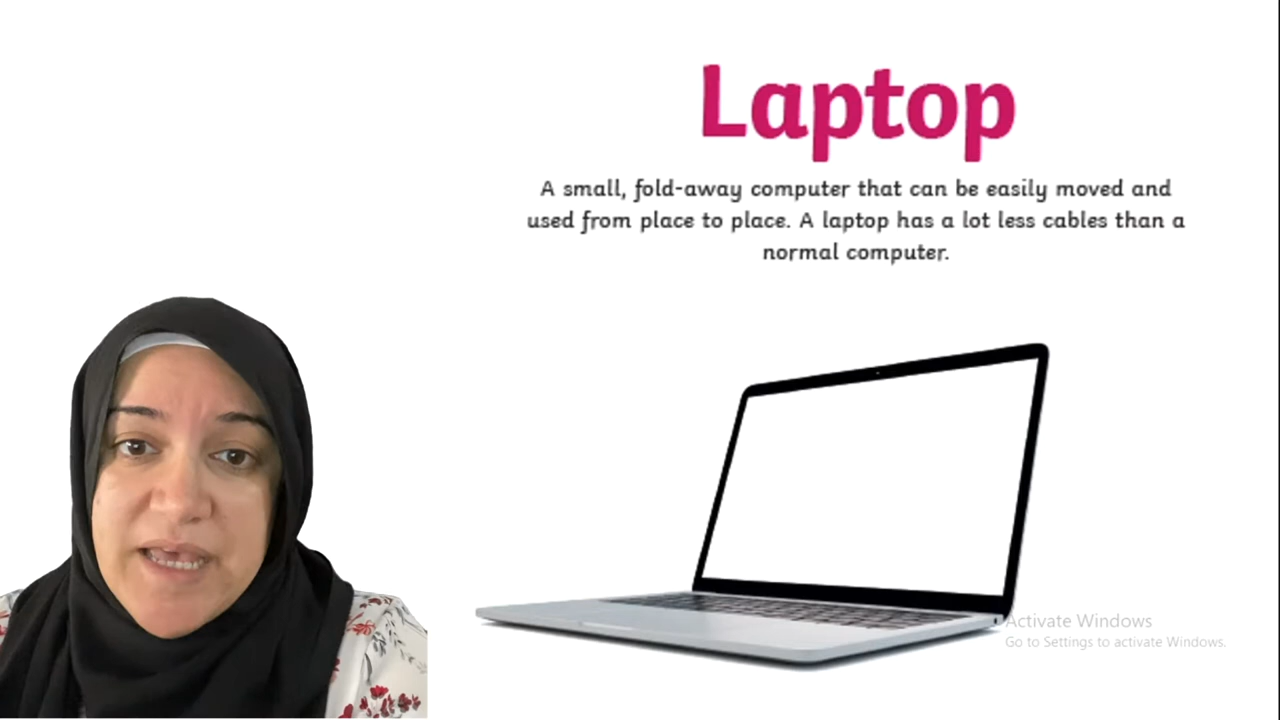 Laptop
A small, fold-away computer that can be easily moved and
used from place to place. A laptop has a lot less cables than a
normal computer.
Activate Windows
Go to Settings to activate Windows.